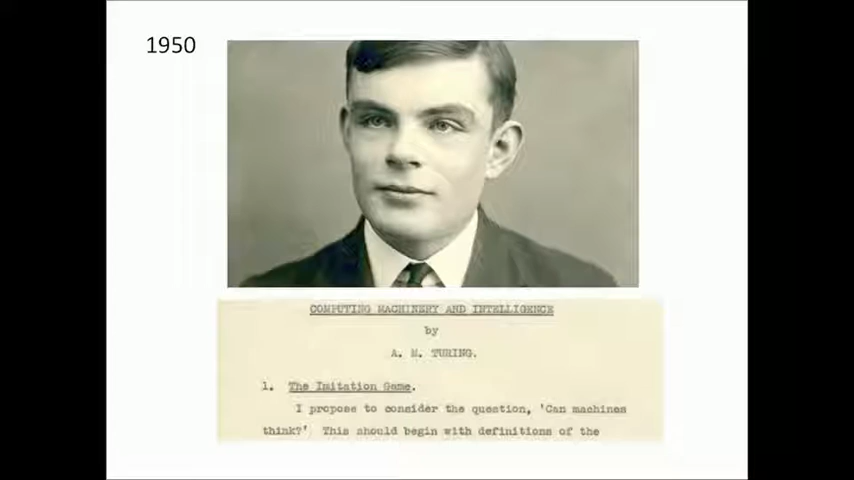 1950
COMPUTING MACHINERY AND INTELLIGENCE
by
A. M. TURING.
1. The Imitation Game.
I propose to consider the question, 'Can machines
think?' This should begin with definitions of the